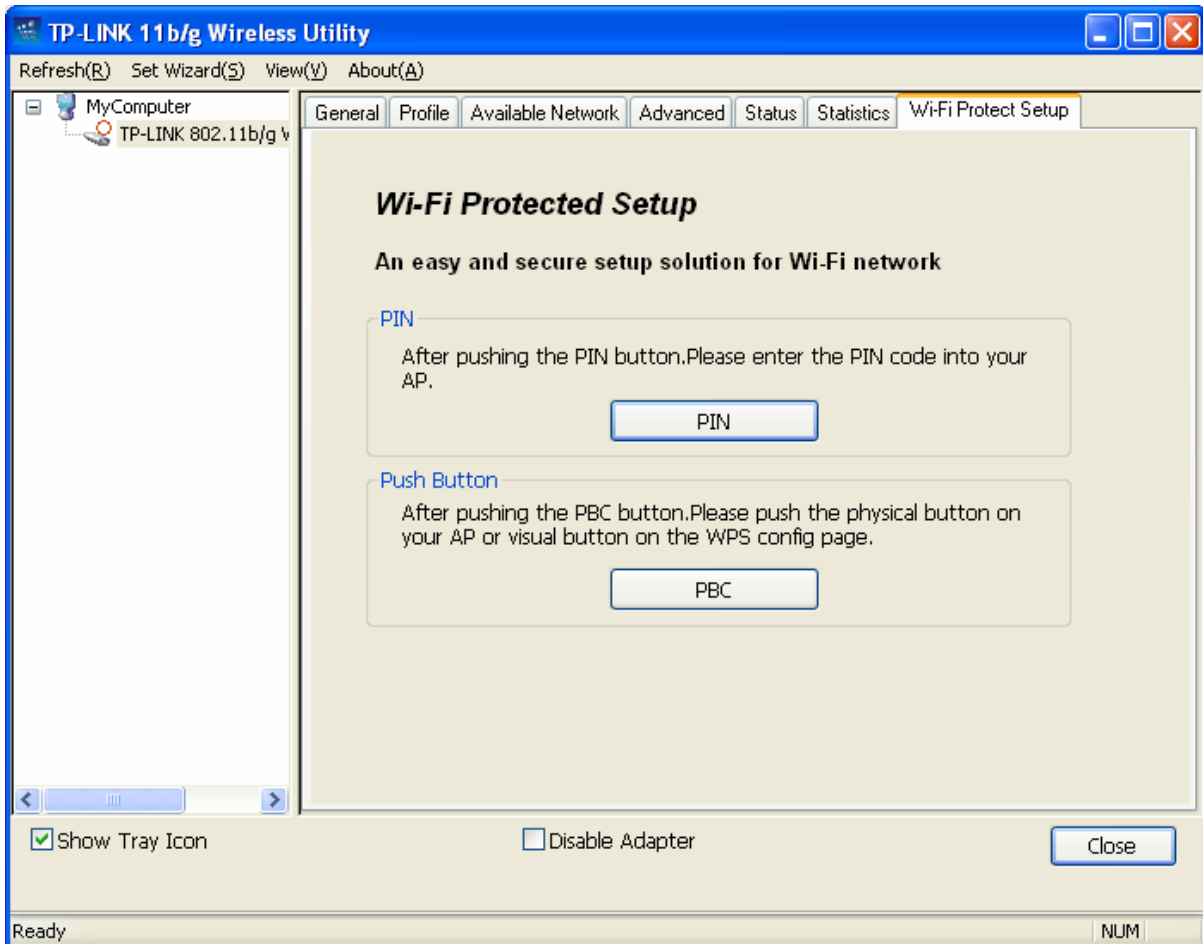 TP-LINK 11b/g Wireless Utility
Refresh(R) Set Wizard(S) View(V) About(A)
MyComputer
TP-LINK 802.11b/g
General Profile Available Network Advanced Status Statistics Wi-Fi Protect Setup
Wi-Fi Protected Setup
An easy and secure setup solution for Wi-Fi network
PIN
After pushing the PIN button.Please enter the PIN code into your
AP.
PIN
Push Button
After pushing the PBC button.Please push the physical button on
your AP or visual button on the WPS config page.
PBC
Show Tray Icon
Disable Adapter
Close
Ready
NUM